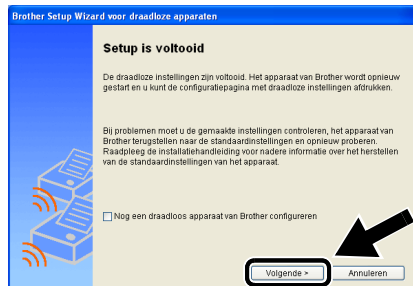 Brother Setup Wizard voor draadloze apparaten
Setup is voltooid
De draadloze instellingen zijn voltooid. Het apparaat van Brother wordt opnieuw
gestart en u kunt de configuratiepagina met draadloze instellingen afdrukken.
Bij problemen moet u de gemaakte instellingen controleren, het apparaat van
Brother terugstellen naar de standaardinstellingen en opnieuw proberen.
Raadpleeg de installatiehandleiding voor nadere informatie over het herstellen
van de standaardinstellingen van het apparaat.
Nog een draadloos apparaat van Brother configureren
Volgende > Annuleren